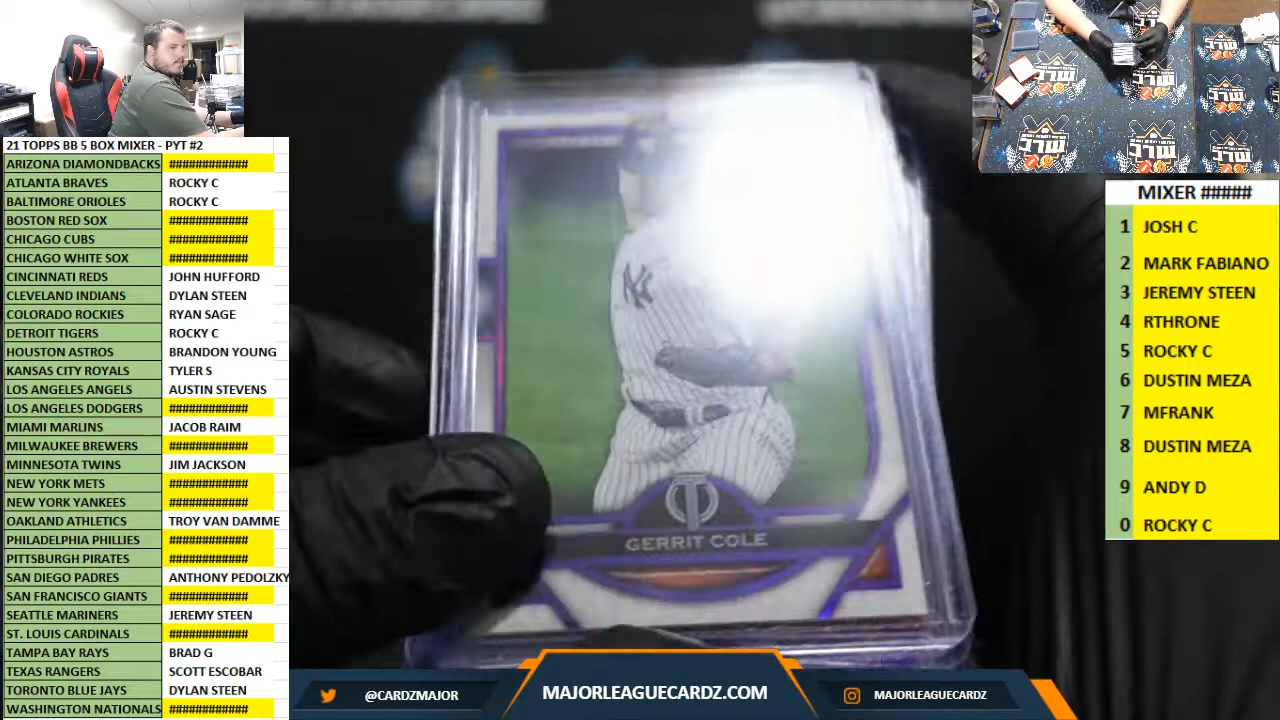 21 TOPPS BB 5 BOX MIXER - PYT #2
ARIZONA DIAMONDBACKS ############
ATLANTA BRAVES ROCKY C
BALTIMORE ORIOLES ROCKY C
BOSTON RED SOX ############
CHICAGO CUBS ############
CHICAGO WHITE SOX ############
CINCINNATI REDS JOHN HUFFORD
CLEVELAND INDIANS DYLAN STEEN
COLORADO ROCKIES RYAN SAGE
DETROIT TIGERS ROCKY C
HOUSTON ASTROS BRANDON YOUNG
KANSAS CITY ROYALS TYLER S
LOS ANGELES ANGELS AUSTIN STEVENS
LOS ANGELES DODGERS ############
MIAMI MARLINS JACOB RAIM
MILWAUKEE BREWERS ############
MINNESOTA TWINS JIM JACKSON
NEW YORK METS ############
NEW YORK YANKEES ############
OAKLAND ATHLETICS TROY VAN DAMME
PHILADELPHIA PHILLIES ############
PITTSBURGH PIRATES ############
SAN DIEGO PADRES ANTHONY PEDOLZKY
SAN FRANCISCO GIANTS ############
SEATTLE MARINERS JEREMY STEEN
ST. LOUIS CARDINALS ############
TAMPA BAY RAYS BRAD G
TEXAS RANGERS SCOTT ESCOBAR
TORONTO BLUE JAYS DYLAN STEEN
WASHINGTON NATIONALS ############
NY
GERRIT COLE
MIXER #####
1 JOSH C
2 MARK FABIANO
3 JEREMY STEEN
4 RTHRONE
5 ROCKY C
6 DUSTIN MEZA
7 MFRANK
8 DUSTIN MEZA
9 ANDY D
0 ROCKY C
@CARDZMAJOR
MAJORLEAGUECARDZ.COM
MAJORLEAGUECARDZ